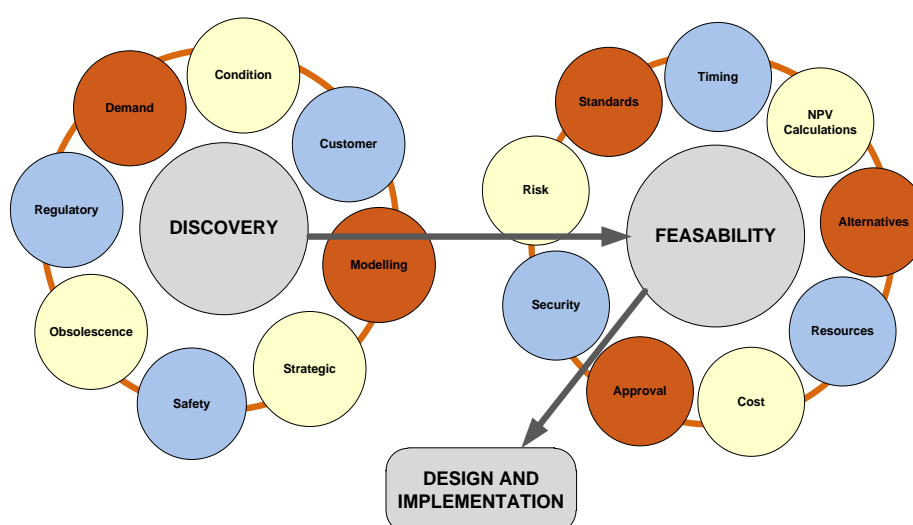 Condition
Demand
Customer
Regulatory
DISCOVERY
Modelling
Obsolescence
Strategic
Safety
Timing
Standards
NPV
Calculations
Risk
FEASABILITY
Alternatives
Security
Resources
Approval
Cost
DESIGN AND
IMPLEMENTATION